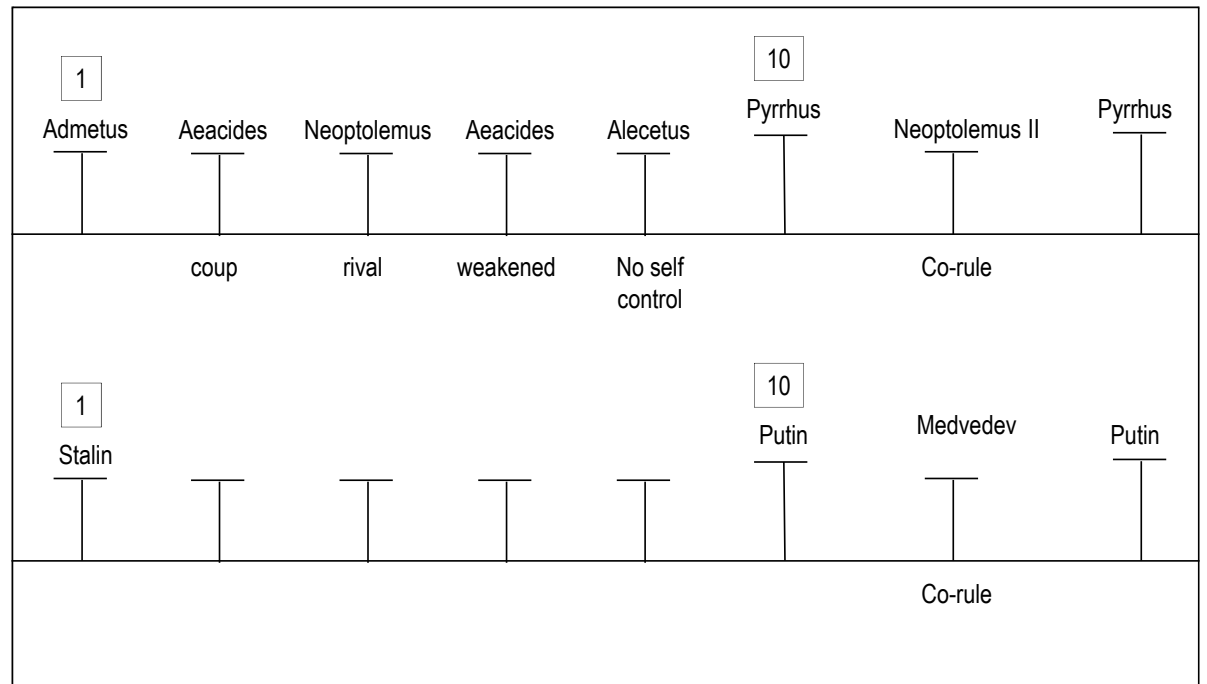 1
10
Admetus
Aeacides
Neoptolemus
Aeacides
Alecetus
Pyrrhus
Neoptolemus II
Pyrrhus
coup
rival
weakened
No self
control
Co-rule
1
10
Stalin
Putin
Medvedev
Putin
Co-rule